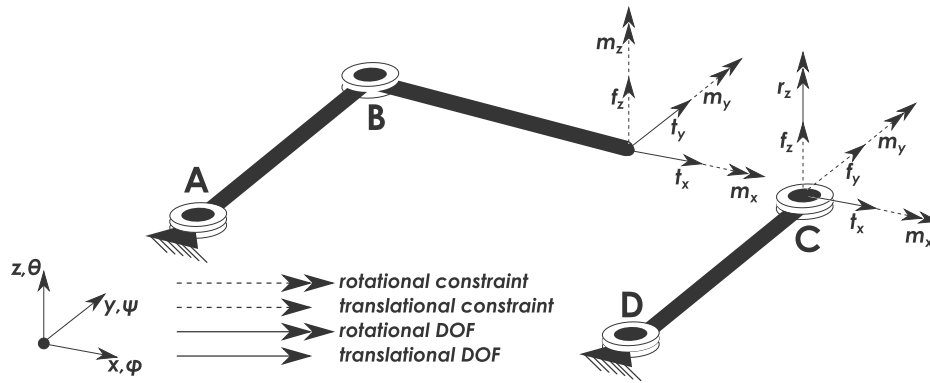 m_z
f_z
t_y
m_y
t_x
m_x
r_z
f_z
f_y
m_y
t_x
m_x
A
B
C
D
z,θ
y,ψ
x,φ
rotational constraint
translational constraint
rotational DOF
translational DOF